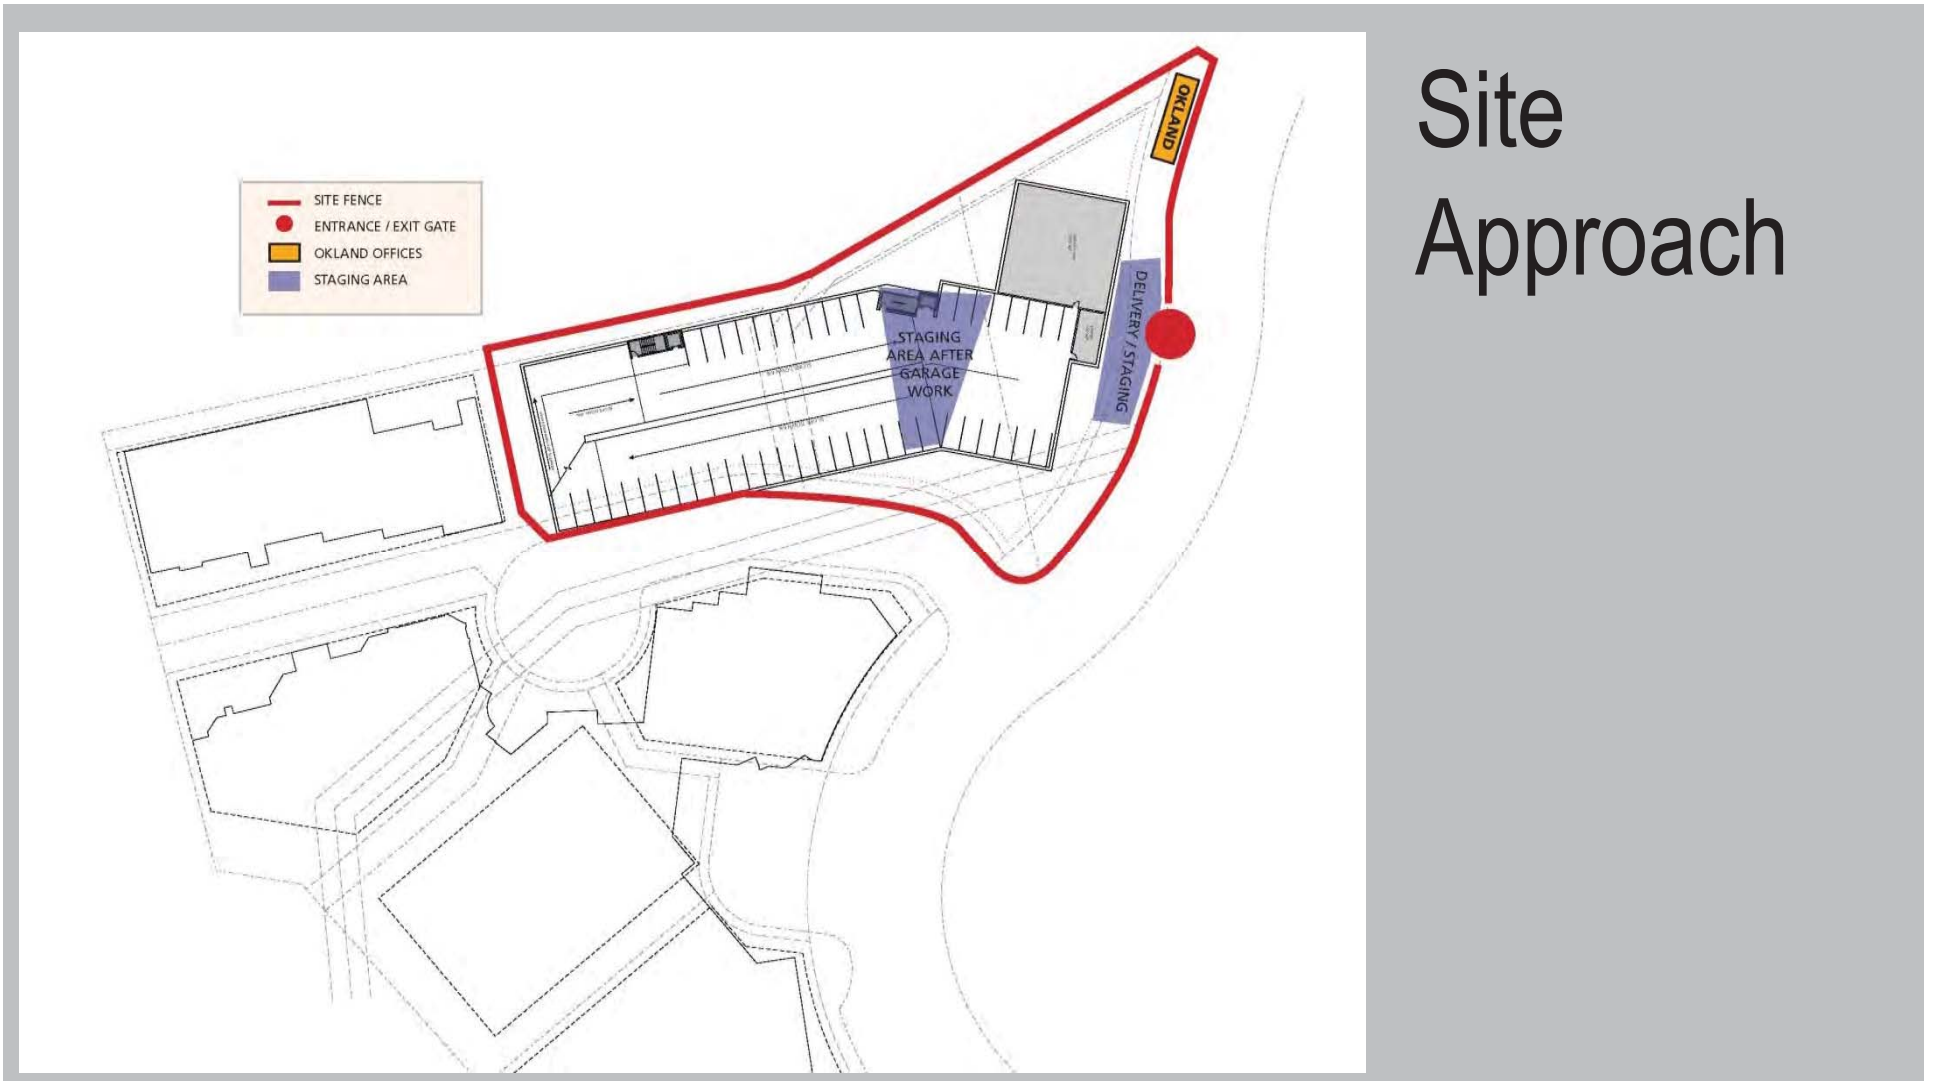 Site
Approach
SITE FENCE
ENTRANCE / EXIT GATE
OKLAND OFFICES
STAGING AREA
OKLAND
DELIVERY / STAGING
STAGING
AREA AFTER
GARAGE
WORK